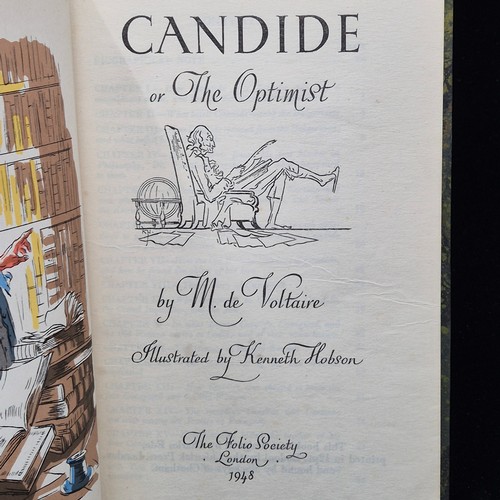 CANDIDE
or The Optimist
by M. de Voltaire
Illustrated by Kenneth Hobson
The Folio Society
London
1948